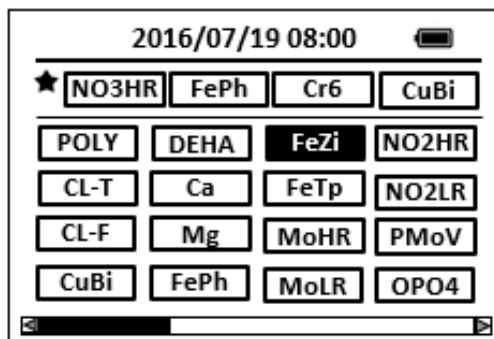 2016/07/19 08:00
NO3HR FePh Cr6 CuBi
POLY DEHA FeZi NO2HR
CL-T Ca FeTp NO2LR
CL-F Mg MoHR PMoV
CuBi FePh MoLR OPO4